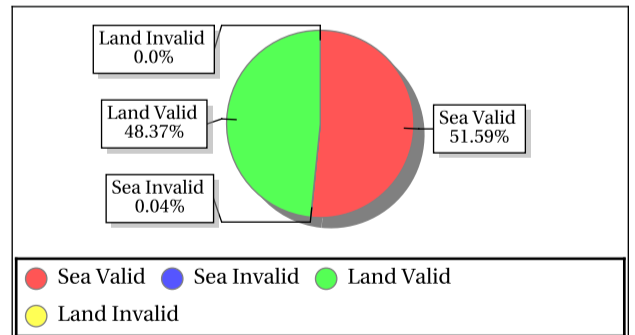 Land Invalid
0.0%
Land Valid
48.37%
Sea Valid
51.59%
Sea Invalid
0.04%
Sea Valid
Sea Invalid
Land Valid
Land Invalid